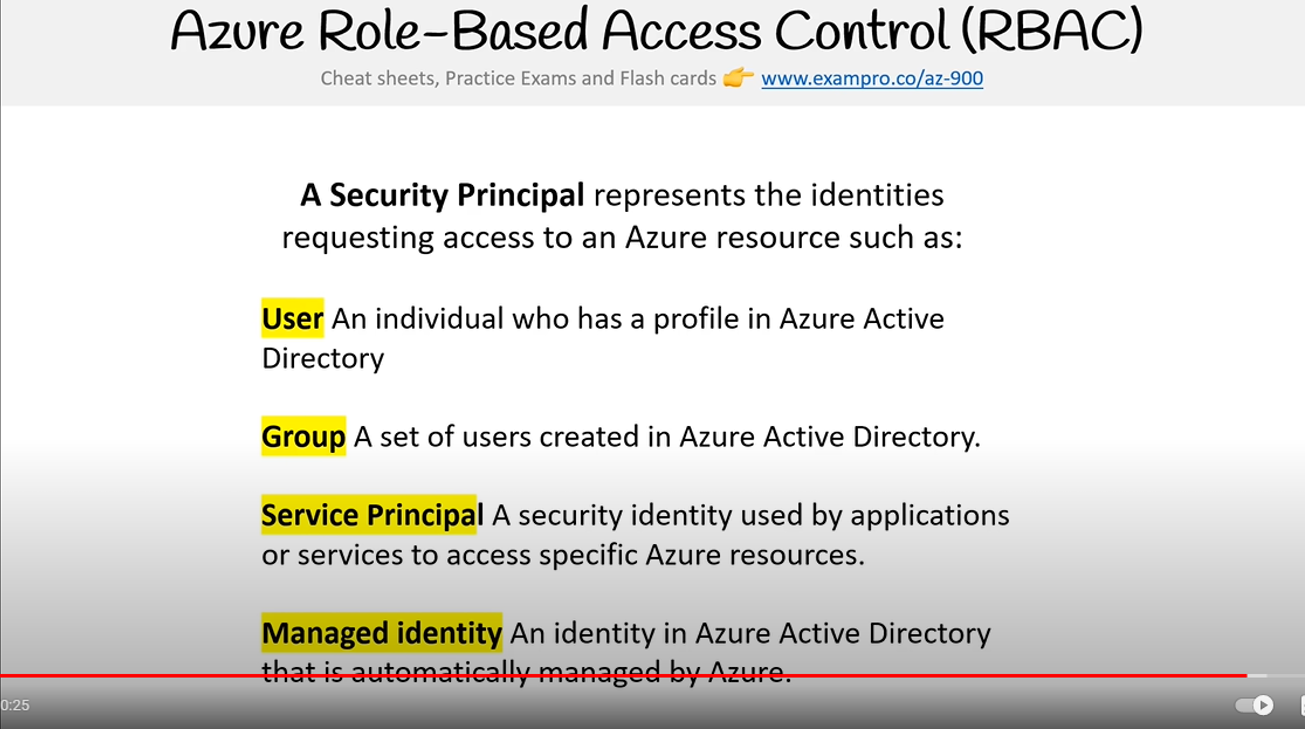 Azure Role-Based Access Control (RBAC)
Cheat sheets, Practice Exams and Flash cards 👉 www.exampro.co/az-900
A Security Principal represents the identities
requesting access to an Azure resource such as:
User An individual who has a profile in Azure Active
Directory
Group A set of users created in Azure Active Directory.
Service Principal A security identity used by applications
or services to access specific Azure resources.
Managed identity An identity in Azure Active Directory
that is automatically managed by Azure.
0:25